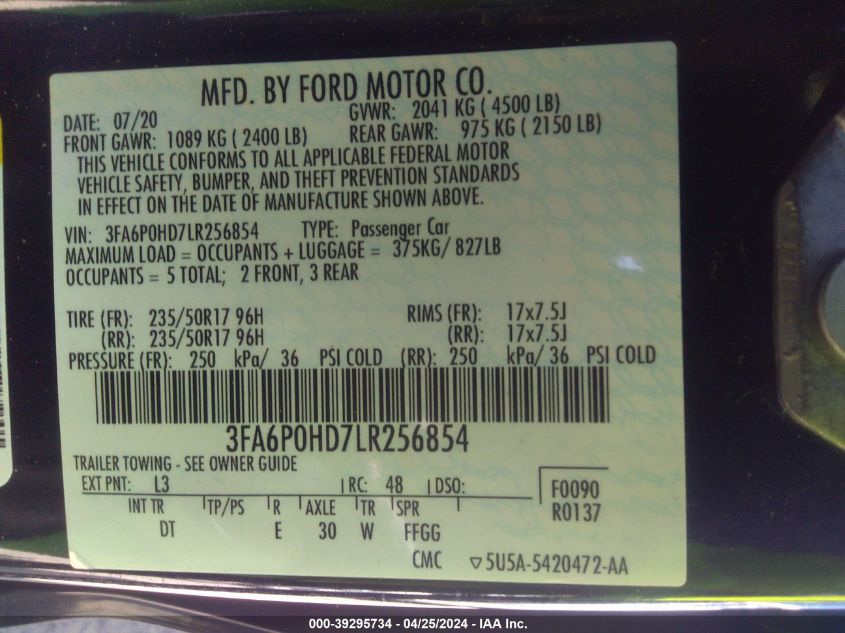 MFD. BY FORD MOTOR CO.
DATE: 07/20 GVWR: 2041 KG ( 4500 LB)
FRONT GAWR: 1089 KG ( 2400 LB) REAR GAWR: 975 KG ( 2150 LB)
THIS VEHICLE CONFORMS TO ALL APPLICABLE FEDERAL MOTOR
VEHICLE SAFETY, BUMPER, AND THEFT PREVENTION STANDARDS
IN EFFECT ON THE DATE OF MANUFACTURE SHOWN ABOVE.
VIN: 3FA6P0HD7LR256854 TYPE: Passenger Car
MAXIMUM LOAD = OCCUPANTS + LUGGAGE = 375KG/ 827LB
OCCUPANTS = 5 TOTAL; 2 FRONT, 3 REAR
TIRE (FR): 235/50R17 96H RIMS (FR): 17x7.5J
(RR): 235/50R17 96H (RR): 17x7.5J
PRESSURE (FR): 250 kPa/ 36 PSI COLD (RR): 250 kPa/ 36 PSI COLD
3FA6P0HD7LR256854
TRAILER TOWING - SEE OWNER GUIDE
EXT PNT: L3 RC: 48 DSO: F0090
INT TR TP/PS R AXLE TR SPR R0137
DT E 30 W FFGG
CMC ▽5U5A-5420472-AA
000-39295734 - 04/25/2024 - IAA Inc.